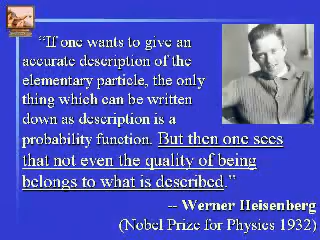 “If one wants to give an
accurate description of the
elementary particle, the only
thing which can be written
down as description is a
probability function. But then one sees
that not even the quality of being
belongs to what is described.”
-- Werner Heisenberg
(Nobel Prize for Physics 1932)